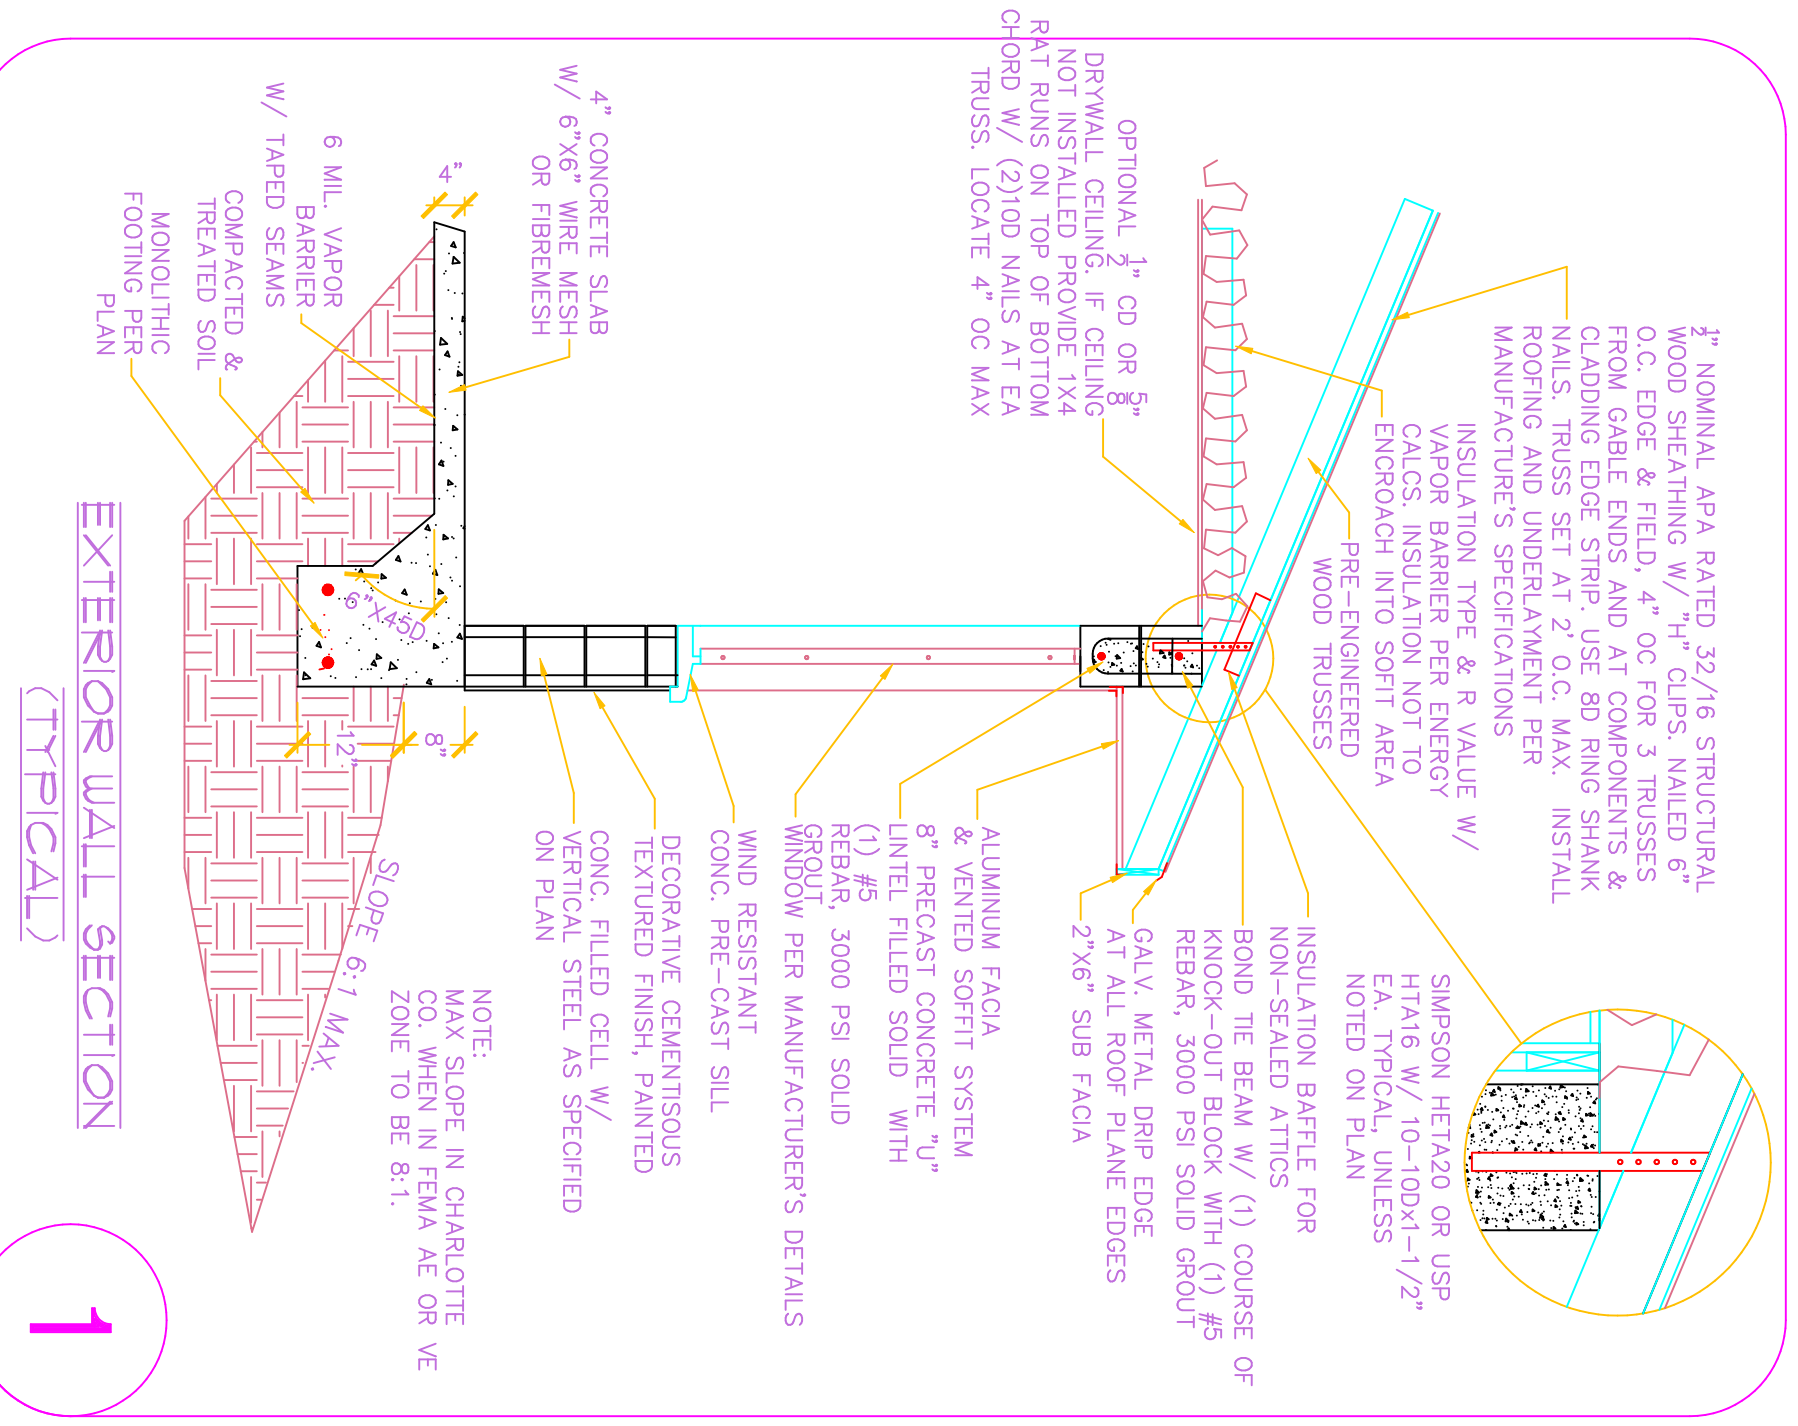 1/2" NOMINAL APA RATED 32/16 STRUCTURAL
WOOD SHEATHING W/ "H" CLIPS. NAILED 6"
O.C. EDGE & FIELD, 4" OC FOR 3 TRUSSES
FROM GABLE ENDS AND AT COMPONENTS &
CLADDING EDGE STRIP. USE 8D RING SHANK
NAILS. TRUSS SET AT 2' O.C. MAX. INSTALL
ROOFING AND UNDERLAYMENT PER
MANUFACTURE'S SPECIFICATIONS
INSULATION TYPE & R VALUE W/
VAPOR BARRIER PER ENERGY
CALCS. INSULATION NOT TO
ENCROACH INTO SOFIT AREA
PRE-ENGINEERED
WOOD TRUSSES
SIMPSON HETA20 OR USP
HTA16 W/ 10-10Dx1-1/2"
EA. TYPICAL, UNLESS
NOTED ON PLAN
OPTIONAL 1/2" CD OR 5/8"
DRYWALL CEILING. IF CEILING
NOT INSTALLED PROVIDE 1X4
RAT RUNS ON TOP OF BOTTOM
CHORD W/ (2)10D NAILS AT EA
TRUSS. LOCATE 4" OC MAX
INSULATION BAFFLE FOR
NON-SEALED ATTICS
BOND TIE BEAM W/ (1) COURSE OF
KNOCK-OUT BLOCK WITH (1) #5
REBAR, 3000 PSI SOLID GROUT
GALV. METAL DRIP EDGE
AT ALL ROOF PLANE EDGES
2"X6" SUB FACIA
ALUMINUM FACIA
& VENTED SOFFIT SYSTEM
8" PRECAST CONCRETE "U"
LINTEL FILLED SOLID WITH
(1) #5
REBAR, 3000 PSI SOLID
GROUT
WINDOW PER MANUFACTURER'S DETAILS
WIND RESISTANT
CONC. PRE-CAST SILL
DECORATIVE CEMENTISOUS
TEXTURED FINISH, PAINTED
CONC. FILLED CELL W/
VERTICAL STEEL AS SPECIFIED
ON PLAN
4" CONCRETE SLAB
W/ 6"X6" WIRE MESH
OR FIBREMESH
4"
8"
12"
6"X45D
6 MIL. VAPOR
BARRIER
W/ TAPED SEAMS
COMPACTED &
TREATED SOIL
MONOLITHIC
FOOTING PER
PLAN
SLOPE 6:1 MAX.
NOTE:
MAX SLOPE IN CHARLOTTE
CO. WHEN IN FEMA AE OR VE
ZONE TO BE 8:1.
EXTERIOR WALL SECTION
(TYPICAL)
1